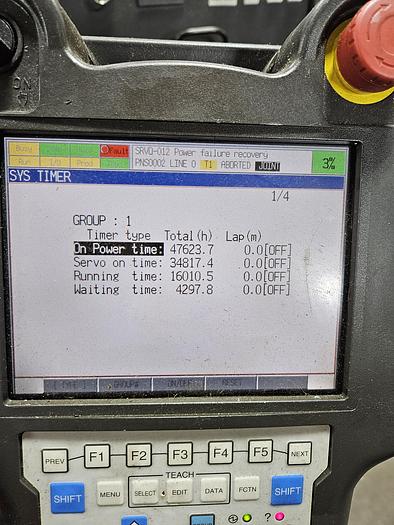 Busy
Fault
SRVO-012 Power failure recovery
Run I/O Prod
PNS0002 LINE 0 T1 ABORTED JOINT
3%
SYS TIMER
1/4
GROUP : 1
Timer type Total(h) Lap(m)
On Power time: 47623.7 0.0[OFF]
Servo on time: 34817.4 0.0[OFF]
Running time: 16010.5 0.0[OFF]
Waiting time: 4297.8 0.0[OFF]
[ TYPE ] GROUP# ON/OFF RESET
PREV F1 F2 F3 F4 F5 NEXT
TEACH
SHIFT MENU SELECT EDIT DATA FCTN SHIFT
?